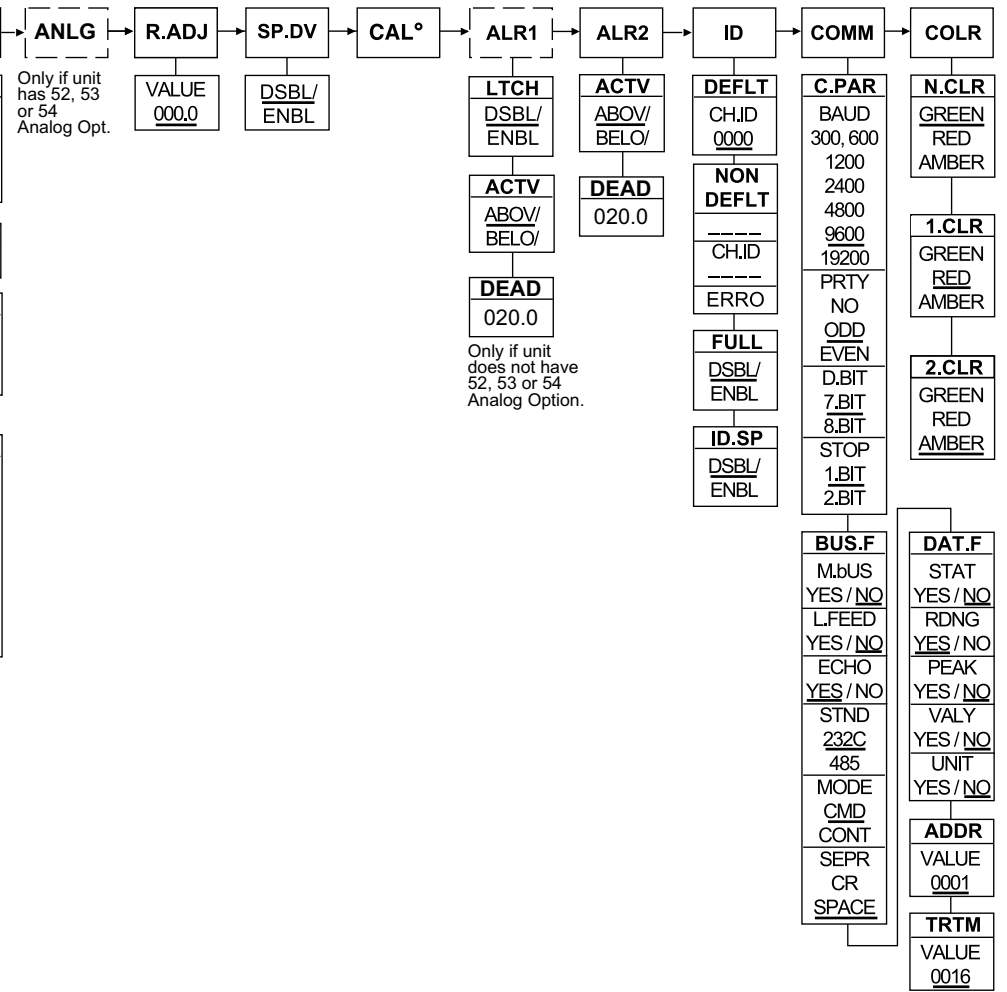 ANLG
R.ADJ
SP.DV
CAL°
ALR1
ALR2
ID
COMM
COLR
Only if unit
has 52, 53
or 54
Analog Opt.
VALUE
000.0
DSBL/
ENBL
LTCH
DSBL/
ENBL
ACTV
ABOV/
BELO/
DEAD
020.0
Only if unit
does not have
52, 53 or 54
Analog Option.
ACTV
ABOV/
BELO/
DEAD
020.0
DEFLT
CH.ID
0000
NON
DEFLT
_ _ _ _
CH.ID
_ _ _ _
ERRO
FULL
DSBL/
ENBL
ID.SP
DSBL/
ENBL
C.PAR
BAUD
300, 600
1200
2400
4800
9600
19200
PRTY
NO
ODD
EVEN
D.BIT
7.BIT
8.BIT
STOP
1.BIT
2.BIT
BUS.F
M.bUS
YES / NO
L.FEED
YES / NO
ECHO
YES / NO
STND
232C
485
MODE
CMD
CONT
SEPR
CR
SPACE
N.CLR
GREEN
RED
AMBER
1.CLR
GREEN
RED
AMBER
2.CLR
GREEN
RED
AMBER
DAT.F
STAT
YES / NO
RDNG
YES / NO
PEAK
YES / NO
VALY
YES / NO
UNIT
YES / NO
ADDR
VALUE
0001
TRTM
VALUE
0016